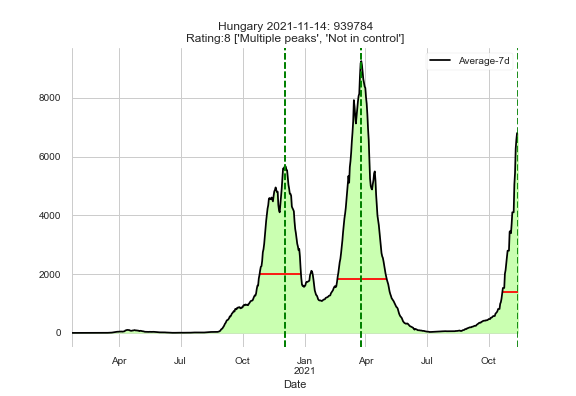 Hungary 2021-11-14: 939784
Rating:8 ['Multiple peaks', 'Not in control']
Average-7d
8000
6000
4000
2000
0
Apr
Jul
Oct
Jan
2021
Apr
Jul
Oct
Date